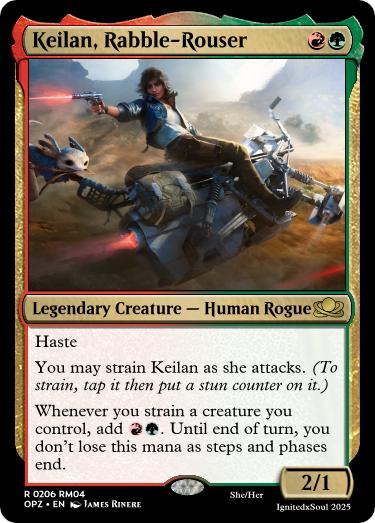 Keilan, Rabble-Rouser
Legendary Creature — Human Rogue
Haste
You may strain Keilan as she attacks. (To
strain, tap it then put a stun counter on it.)
Whenever you strain a creature you
control, add. Until end of turn, you
don't lose this mana as steps and phases
end.
2/1
R 0206 RM04
OPZ • EN JAMES RINERE
She/Her
IgnitedxSoul 2025